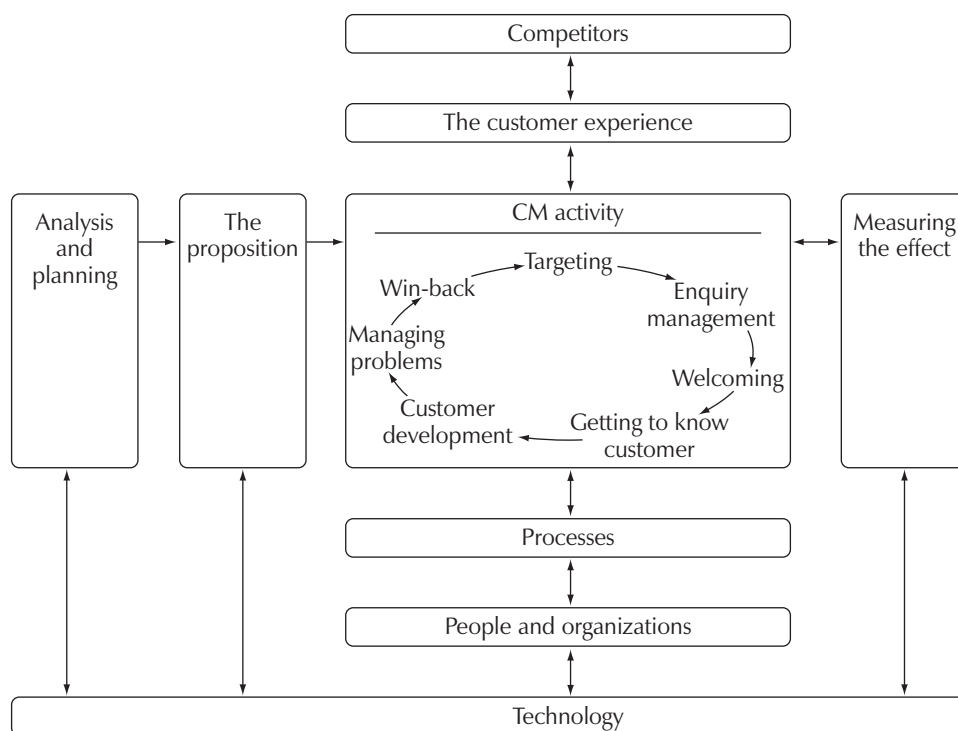 Competitors
The customer experience
Analysis
and
planning
The
proposition
CM activity
Targeting
Enquiry
management
Welcoming
Getting to know
customer
Customer
development
Managing
problems
Win-back
Measuring
the effect
Processes
People and organizations
Technology